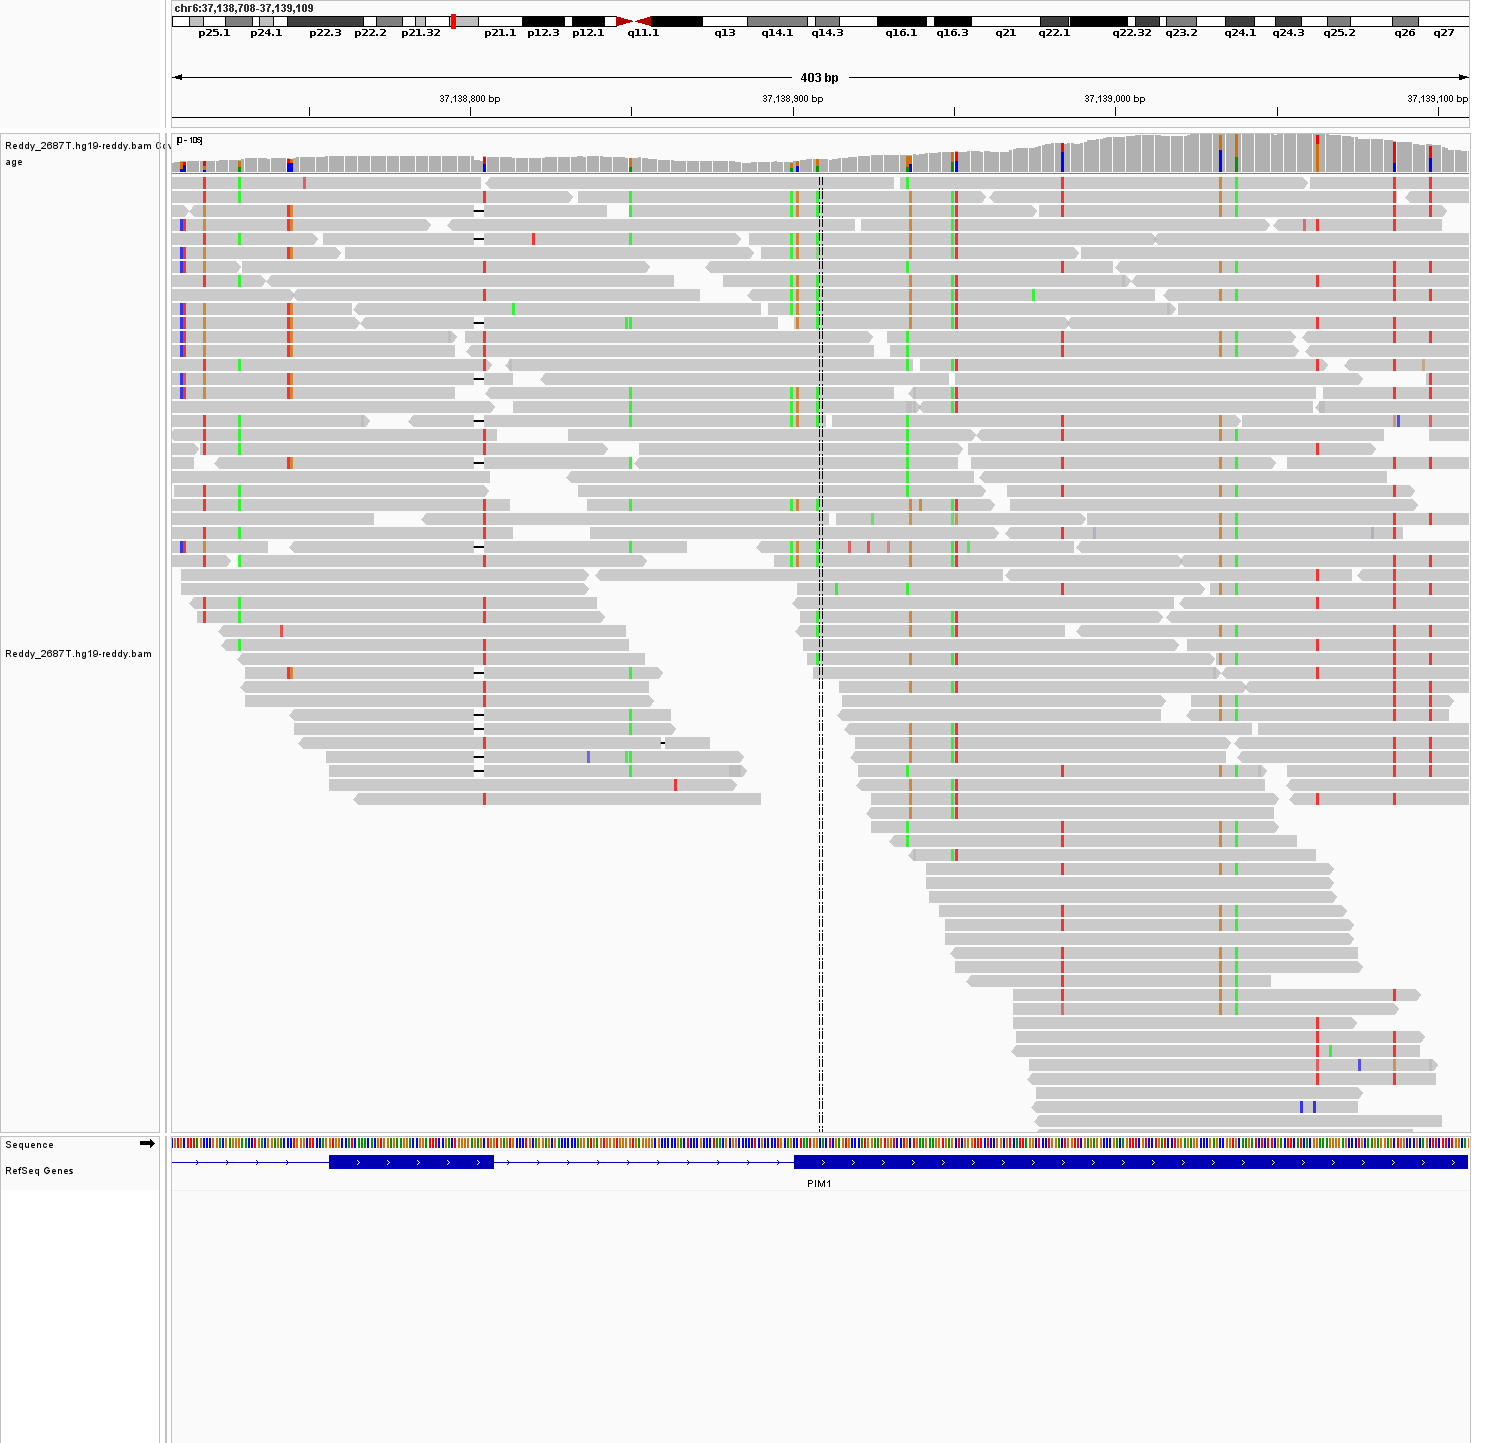 chr6:37,138,708-37,139,109
p25.1 p24.1 p22.3 p22.2 p21.32 p21.1 p12.3 p12.1 q11.1 q13 q14.1 q14.3 q16.1 q16.3 q21 q22.1 q22.32 q23.2 q24.1 q24.3 q25.2 q26 q27
403 bp
37,138,800 bp 37,138,900 bp 37,139,000 bp 37,139,100 bp
Reddy_2687T.hg19-reddy.bam Cov
age
Reddy_2687T.hg19-reddy.bam
Sequence
RefSeq Genes
PIM1